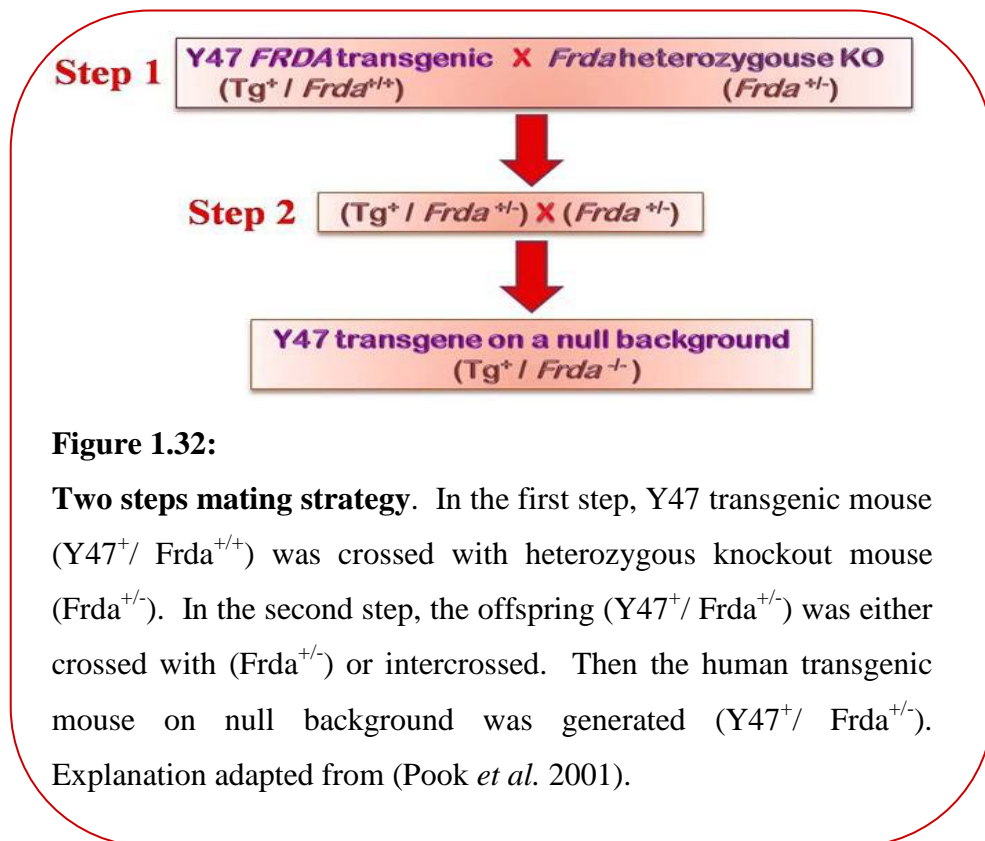 Step 1
Y47 FRDA transgenic X Frda heterozygouse KO
(Tg⁺ / Frda⁺/⁺) (Frda ⁺/⁻)
Step 2
(Tg⁺ / Frda ⁺/⁻) X (Frda ⁺/⁻)
Y47 transgene on a null background
(Tg⁺ / Frda ⁻/⁻)
Figure 1.32:
Two steps mating strategy. In the first step, Y47 transgenic mouse
(Y47⁺/ Frda⁺/⁺) was crossed with heterozygous knockout mouse
(Frda⁺/⁻). In the second step, the offspring (Y47⁺/ Frda⁺/⁻) was either
crossed with (Frda⁺/⁻) or intercrossed. Then the human transgenic
mouse on null background was generated (Y47⁺/ Frda⁺/⁻).
Explanation adapted from (Pook et al. 2001).